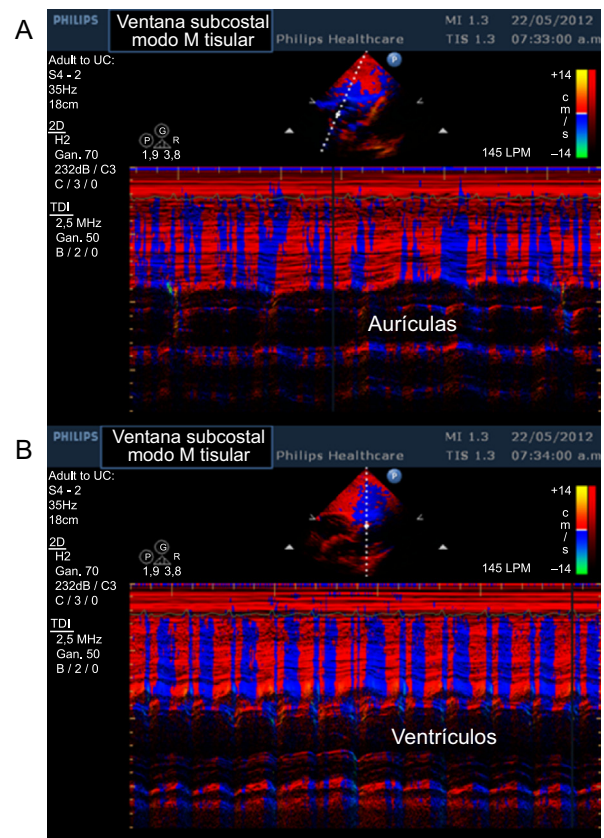 A
PHILIPS
Ventana subcostal
modo M tisular
Philips Healthcare
MI 1.3 22/05/2012
TIS 1.3 07:33:00 a.m
Adult to UC:
S4 - 2
35Hz
18cm
2D
H2
Gan. 70
232dB / C3
C / 3 / 0
TDI
2,5 MHz
Gan. 50
B / 2 / 0
G
P R
1,9 3,8
P
145 LPM
+14
c
m
/
s
–14
Aurículas
B
PHILIPS
Ventana subcostal
modo M tisular
Philips Healthcare
MI 1.3 22/05/2012
TIS 1.3 07:34:00 a.m
Adult to UC:
S4 - 2
35Hz
18cm
2D
H2
Gan. 70
232dB / C3
C / 3 / 0
TDI
2,5 MHz
Gan. 50
B / 2 / 0
G
P R
1,9 3,8
P
145 LPM
+14
c
m
/
s
–14
Ventrículos